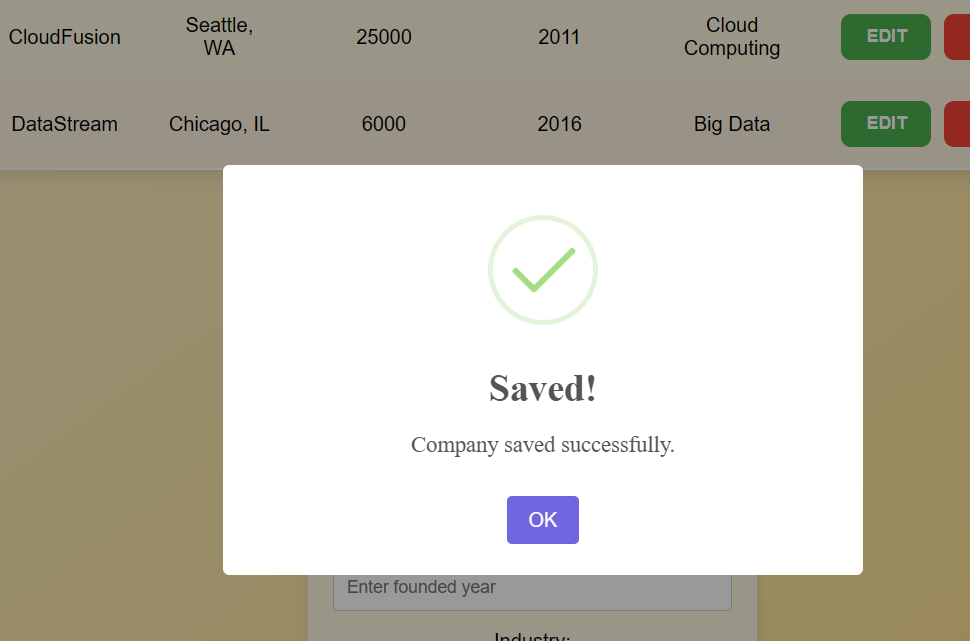 CloudFusion Seattle, WA 25000 2011 Cloud Computing EDIT
DataStream Chicago, IL 6000 2016 Big Data EDIT
Saved!
Company saved successfully.
OK
Enter founded year
Industry: